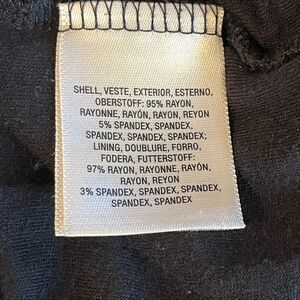 SHELL, VESTE, EXTERIOR, ESTERNO,
OBERSTOFF: 95% RAYON,
RAYONNE, RAYÓN, RAYON, REYON
5% SPANDEX, SPANDEX,
SPANDEX, SPANDEX, SPANDEX;
LINING, DOUBLURE, FORRO,
FODERA, FUTTERSTOFF:
97% RAYON, RAYONNE, RAYÓN,
RAYON, REYON
3% SPANDEX, SPANDEX, SPANDEX,
SPANDEX, SPANDEX